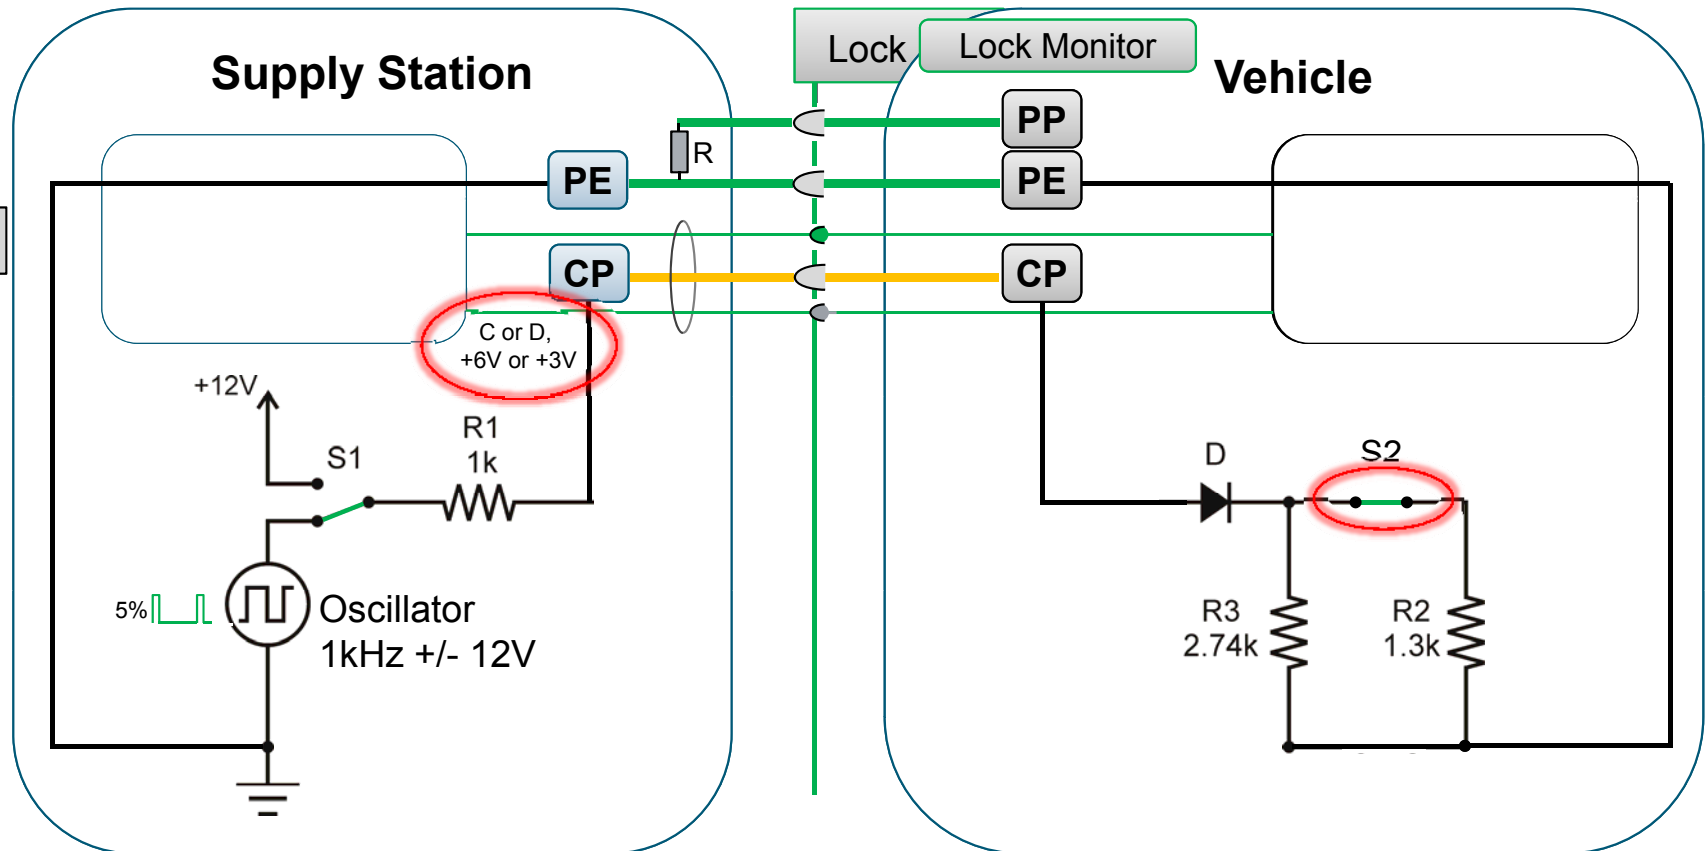 Supply Station
Lock
Lock Monitor
Vehicle
PP
R
PE
PE
CP
CP
C or D,
+6V or +3V
+12V
S1
R1
1k
D
S2
5%
Oscillator
1kHz +/- 12V
R3
2.74k
R2
1.3k